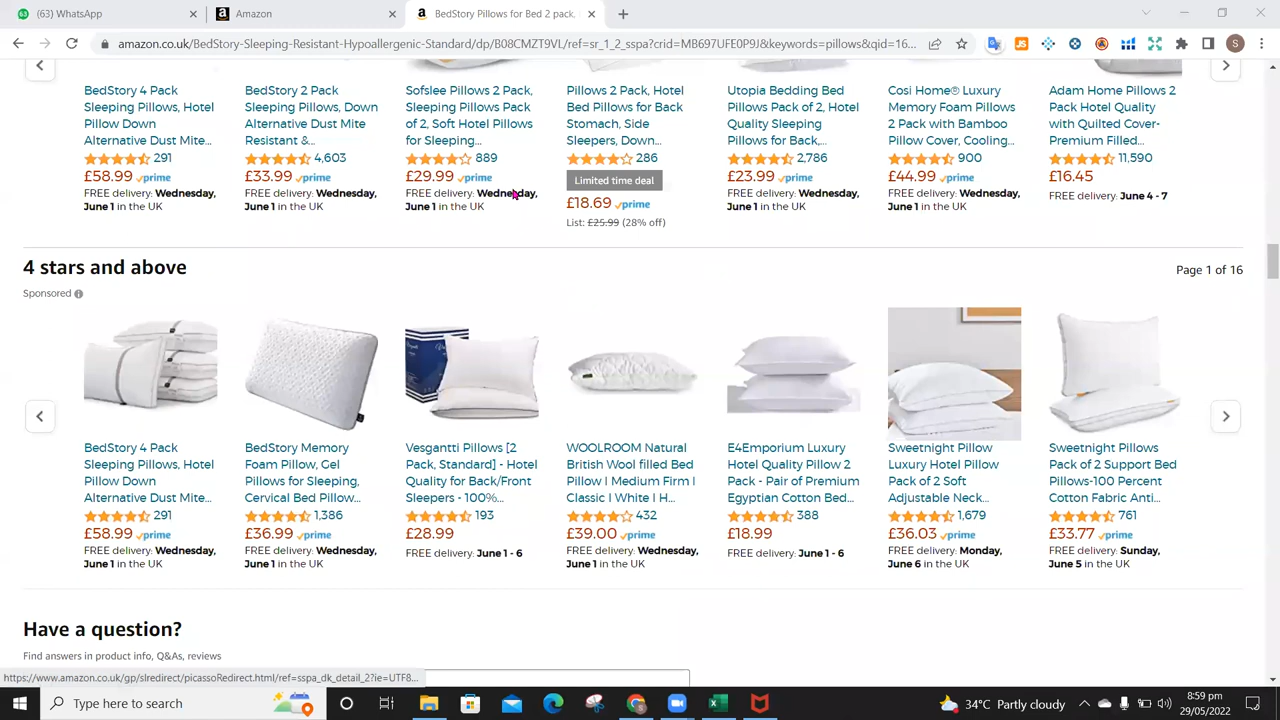 (63) WhatsApp
Amazon
BedStory Pillows for Bed 2 pack,
amazon.co.uk/BedStory-Sleeping-Resistant-Hypoallergenic-standard/dp/B08CMZT9VL/ref=sr_1_2_sspa?crid=MB697UFE0P9J&keywords=pillows&qid=16...
BedStory 4 Pack
Sleeping Pillows, Hotel
Pillow Down
Alternative Dust Mite...
291
£58.99 prime
FREE delivery: Wednesday,
June 1 in the UK
BedStory 2 Pack
Sleeping Pillows, Down
Alternative Dust Mite
Resistant &...
4,603
£33.99 prime
FREE delivery: Wednesday,
June 1 in the UK
Sofslee Pillows 2 Pack,
Sleeping Pillows Pack
of 2, Soft Hotel Pillows
for Sleeping...
889
£29.99 prime
FREE delivery: Wednesday,
June 1 in the UK
Pillows 2 Pack, Hotel
Bed Pillows for Back
Stomach, Side
Sleepers, Down...
286
Limited time deal
£18.69 prime
List: £25.99 (28% off)
Utopia Bedding Bed
Pillows Pack of 2, Hotel
Quality Sleeping
Pillows for Back,...
2,786
£23.99 prime
FREE delivery: Wednesday,
June 1 in the UK
Cosi Home® Luxury
Memory Foam Pillows
2 Pack with Bamboo
Pillow Cover, Cooling...
900
£44.99 prime
FREE delivery: Wednesday,
June 1 in the UK
Adam Home Pillows 2
Pack Hotel Quality
with Quilted Cover-
Premium Filled...
11,590
£16.45
FREE delivery: June 4 - 7
4 stars and above
Page 1 of 16
Sponsored
BedStory 4 Pack
Sleeping Pillows, Hotel
Pillow Down
Alternative Dust Mite...
291
£58.99 prime
FREE delivery: Wednesday,
June 1 in the UK
BedStory Memory
Foam Pillow, Gel
Pillows for Sleeping,
Cervical Bed Pillow...
1,386
£36.99 prime
FREE delivery: Wednesday,
June 1 in the UK
Vesgantti Pillows [2
Pack, Standard] - Hotel
Quality for Back/Front
Sleepers - 100%...
193
£28.99
FREE delivery: June 1 - 6
WOOLROOM Natural
British Wool filled Bed
Pillow I Medium Firm I
Classic I White I H...
432
£39.00 prime
FREE delivery: Wednesday,
June 1 in the UK
E4Emporium Luxury
Hotel Quality Pillow 2
Pack - Pair of Premium
Egyptian Cotton Bed...
388
£18.99
FREE delivery: June 1 - 6
Sweetnight Pillow
Luxury Hotel Pillow
Pack of 2 Soft
Adjustable Neck...
1,679
£36.03 prime
FREE delivery: Monday,
June 6 in the UK
Sweetnight Pillows
Pack of 2 Support Bed
Pillows-100 Percent
Cotton Fabric Anti...
761
£33.77 prime
FREE delivery: Sunday,
June 5 in the UK
Have a question?
Find answers in product info, Q&As, reviews
https://www.amazon.co.uk/gp/slredirect/picassoRedirect.html/ref=sspa_dk_detail_2?ie=UTF8...
Type here to search
34°C Partly cloudy
8:59 pm
29/05/2022